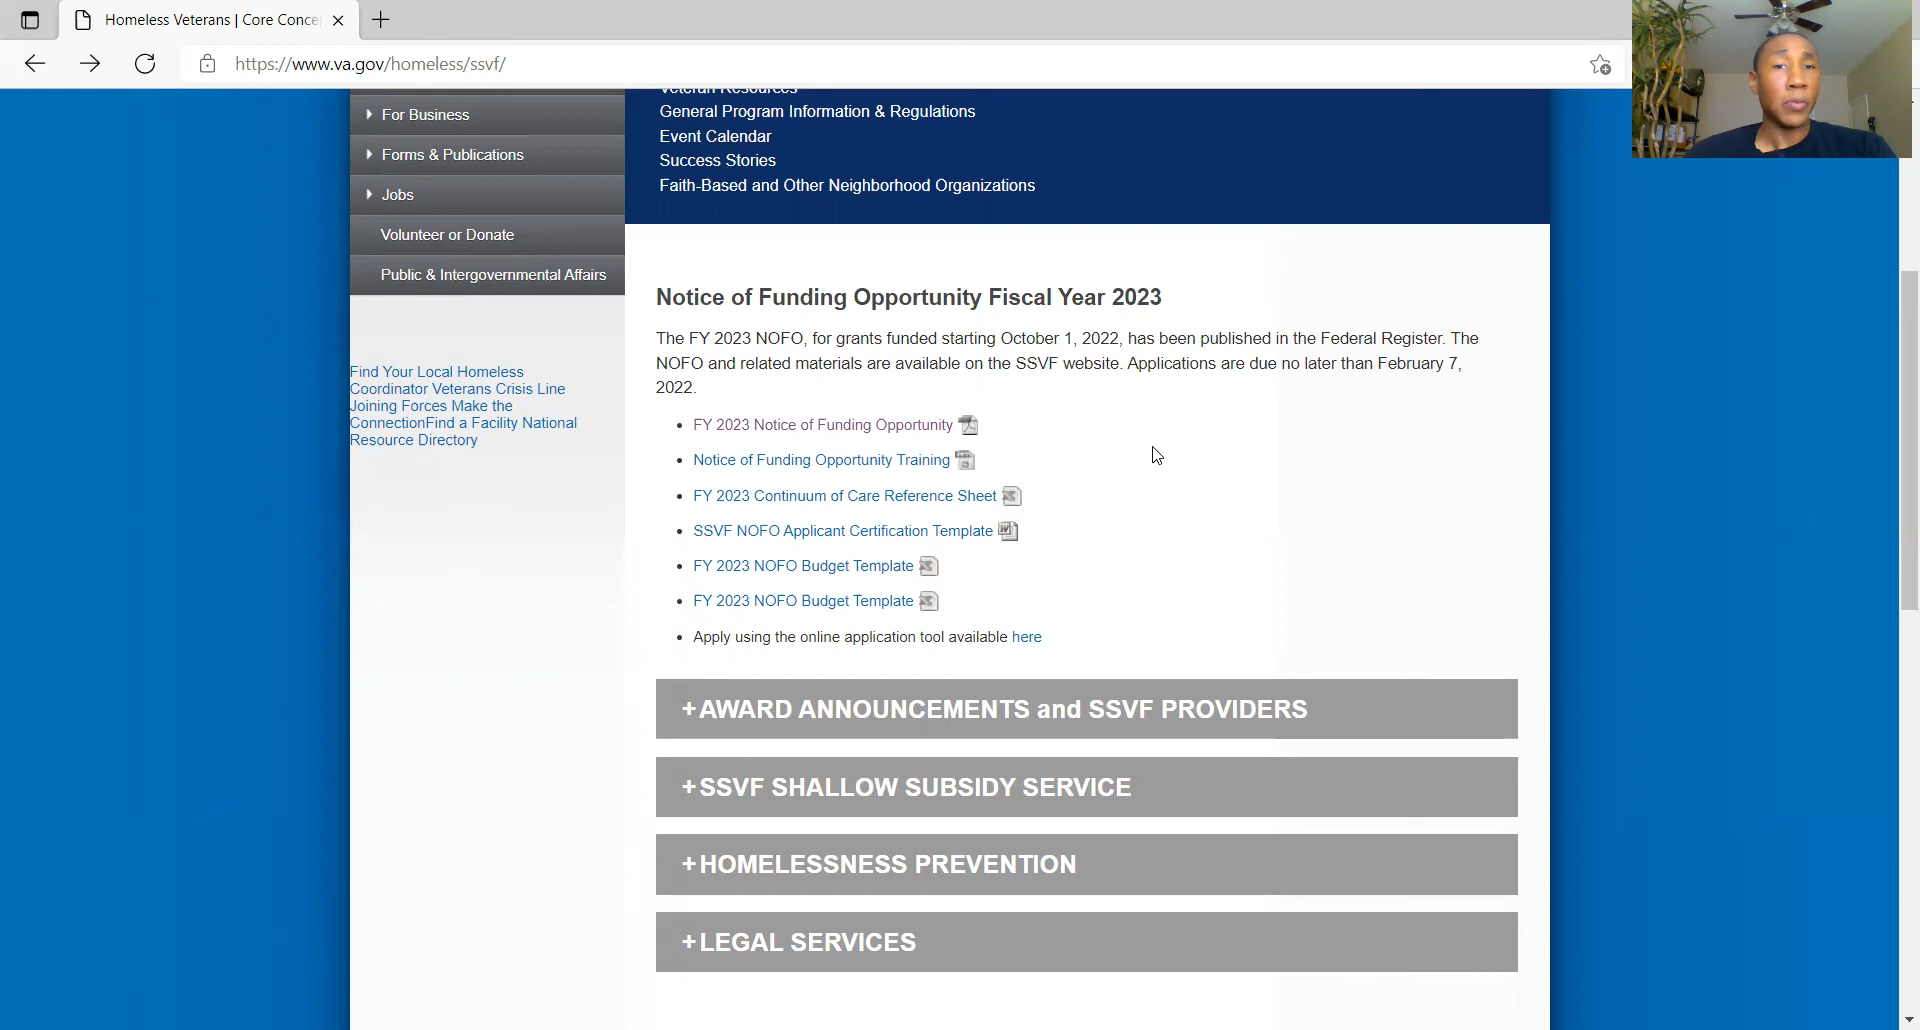 Homeless Veterans | Core Conce
https://www.va.gov/homeless/ssvf/
Veteran Resources
General Program Information & Regulations
Event Calendar
Success Stories
Faith-Based and Other Neighborhood Organizations
For Business
Forms & Publications
Jobs
Volunteer or Donate
Public & Intergovernmental Affairs
Find Your Local Homeless
Coordinator Veterans Crisis Line
Joining Forces Make the
ConnectionFind a Facility National
Resource Directory
Notice of Funding Opportunity Fiscal Year 2023
The FY 2023 NOFO, for grants funded starting October 1, 2022, has been published in the Federal Register. The
NOFO and related materials are available on the SSVF website. Applications are due no later than February 7,
2022.
• FY 2023 Notice of Funding Opportunity
• Notice of Funding Opportunity Training
• FY 2023 Continuum of Care Reference Sheet
• SSVF NOFO Applicant Certification Template
• FY 2023 NOFO Budget Template
• FY 2023 NOFO Budget Template
• Apply using the online application tool available here
+AWARD ANNOUNCEMENTS and SSVF PROVIDERS
+SSVF SHALLOW SUBSIDY SERVICE
+HOMELESSNESS PREVENTION
+LEGAL SERVICES